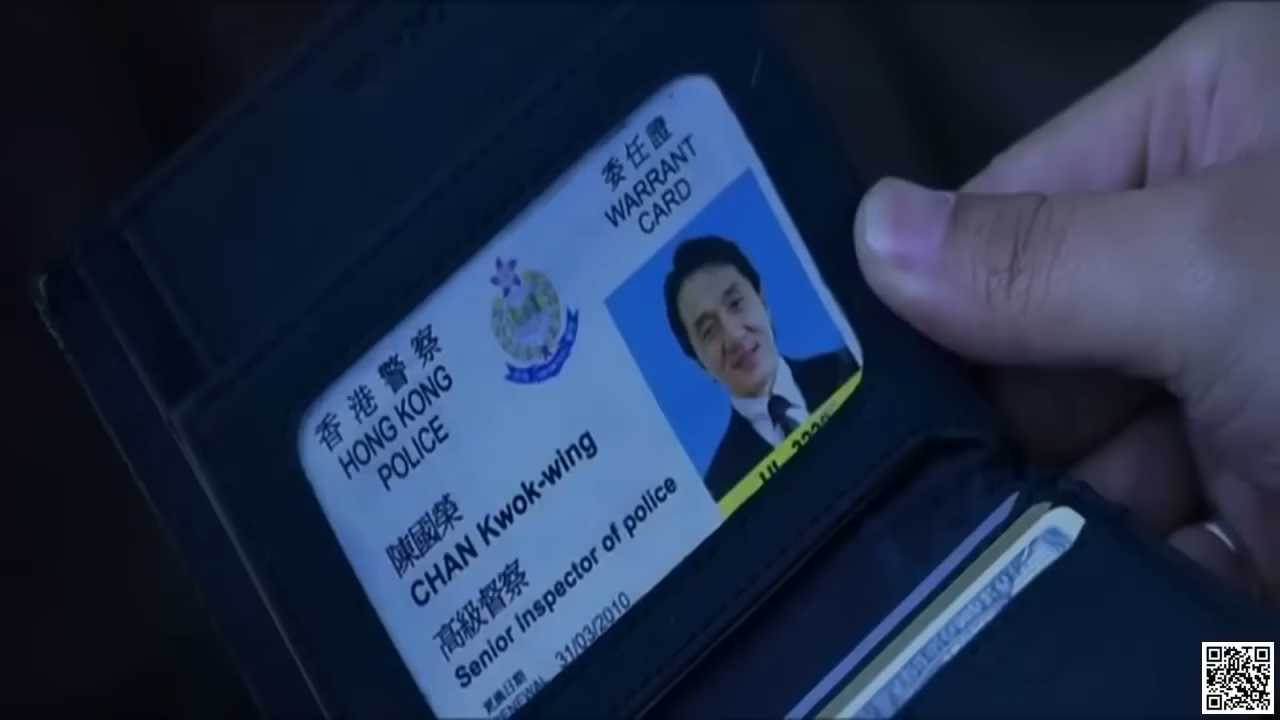 委任證
WARRANT
CARD
香港警察
HONG KONG
POLICE
陳國榮
CHAN Kwok-wing
高級督察
Senior Inspector of police
31/03/2010